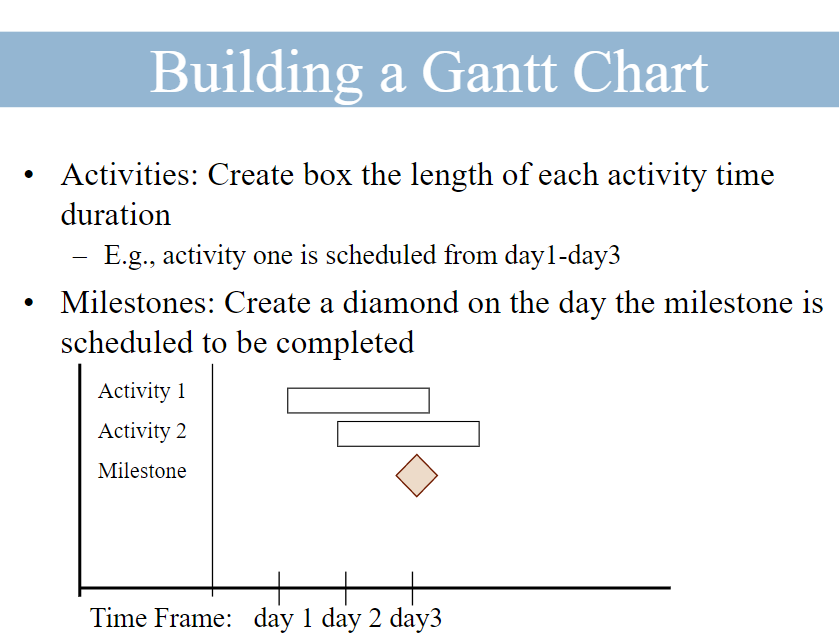 Building a Gantt Chart
• Activities: Create box the length of each activity time
duration
– E.g., activity one is scheduled from day1-day3
• Milestones: Create a diamond on the day the milestone is
scheduled to be completed
Activity 1
Activity 2
Milestone
Time Frame: day 1 day 2 day3